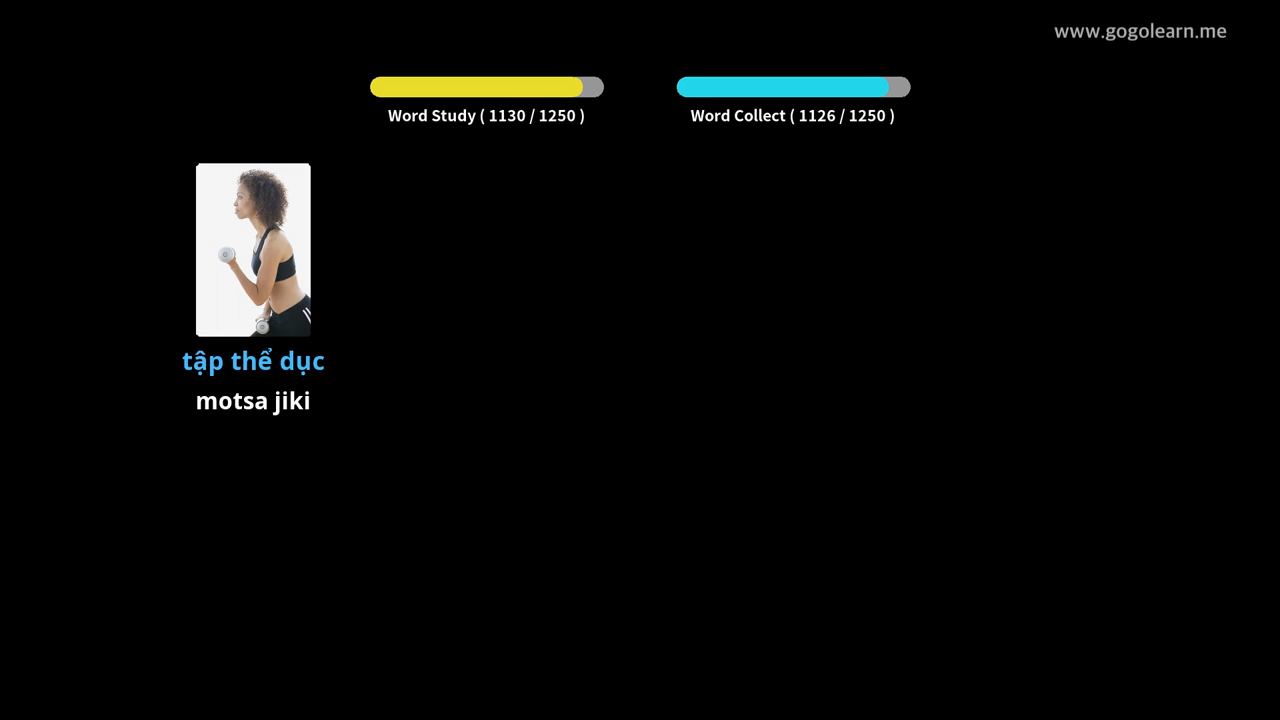 www.gogolearn.me
Word Study ( 1130 / 1250 )
Word Collect ( 1126 / 1250 )
tập thể dục
motsa jiki